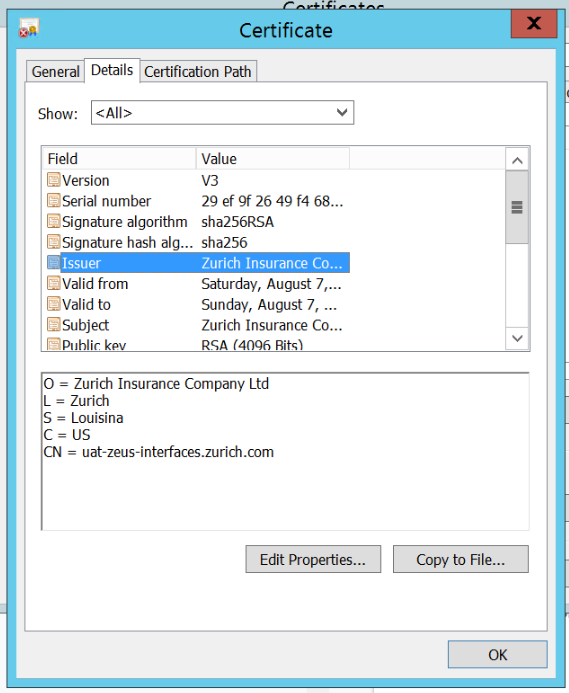 Certificates
Certificate
X
General Details Certification Path
Show: <All>
Field Value
Version V3
Serial number 29 ef 9f 26 49 f4 68...
Signature algorithm sha256RSA
Signature hash alg... sha256
Issuer Zurich Insurance Co...
Valid from Saturday, August 7,...
Valid to Sunday, August 7, ...
Subject Zurich Insurance Co...
Public key RSA (4096 Bits)
O = Zurich Insurance Company Ltd
L = Zurich
S = Louisina
C = US
CN = uat-zeus-interfaces.zurich.com
Edit Properties... Copy to File...
OK